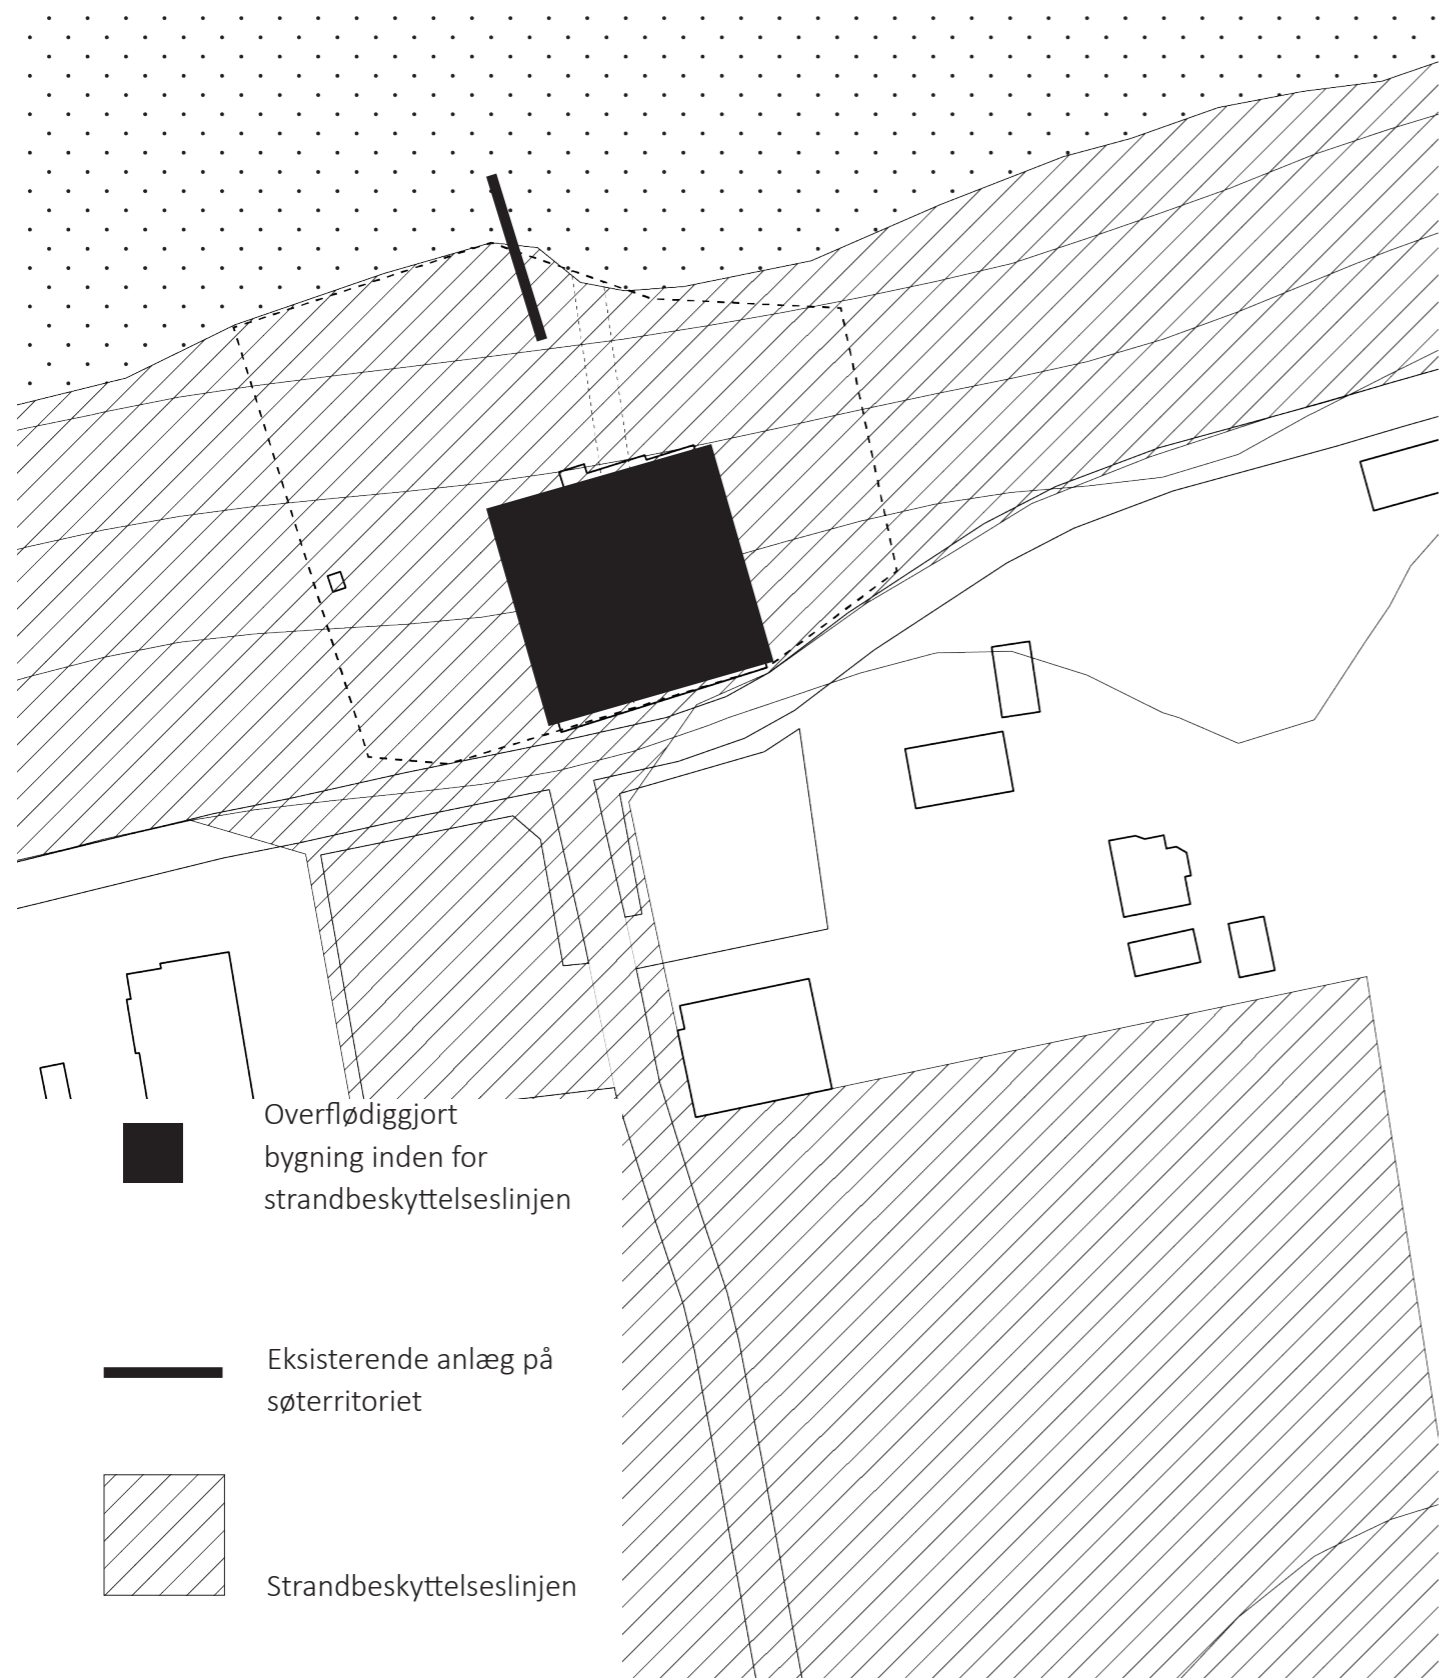 Overflødiggjort
bygning inden for
strandbeskyttelseslinjen
Eksisterende anlæg på
søterritoriet
Strandbeskyttelseslinjen